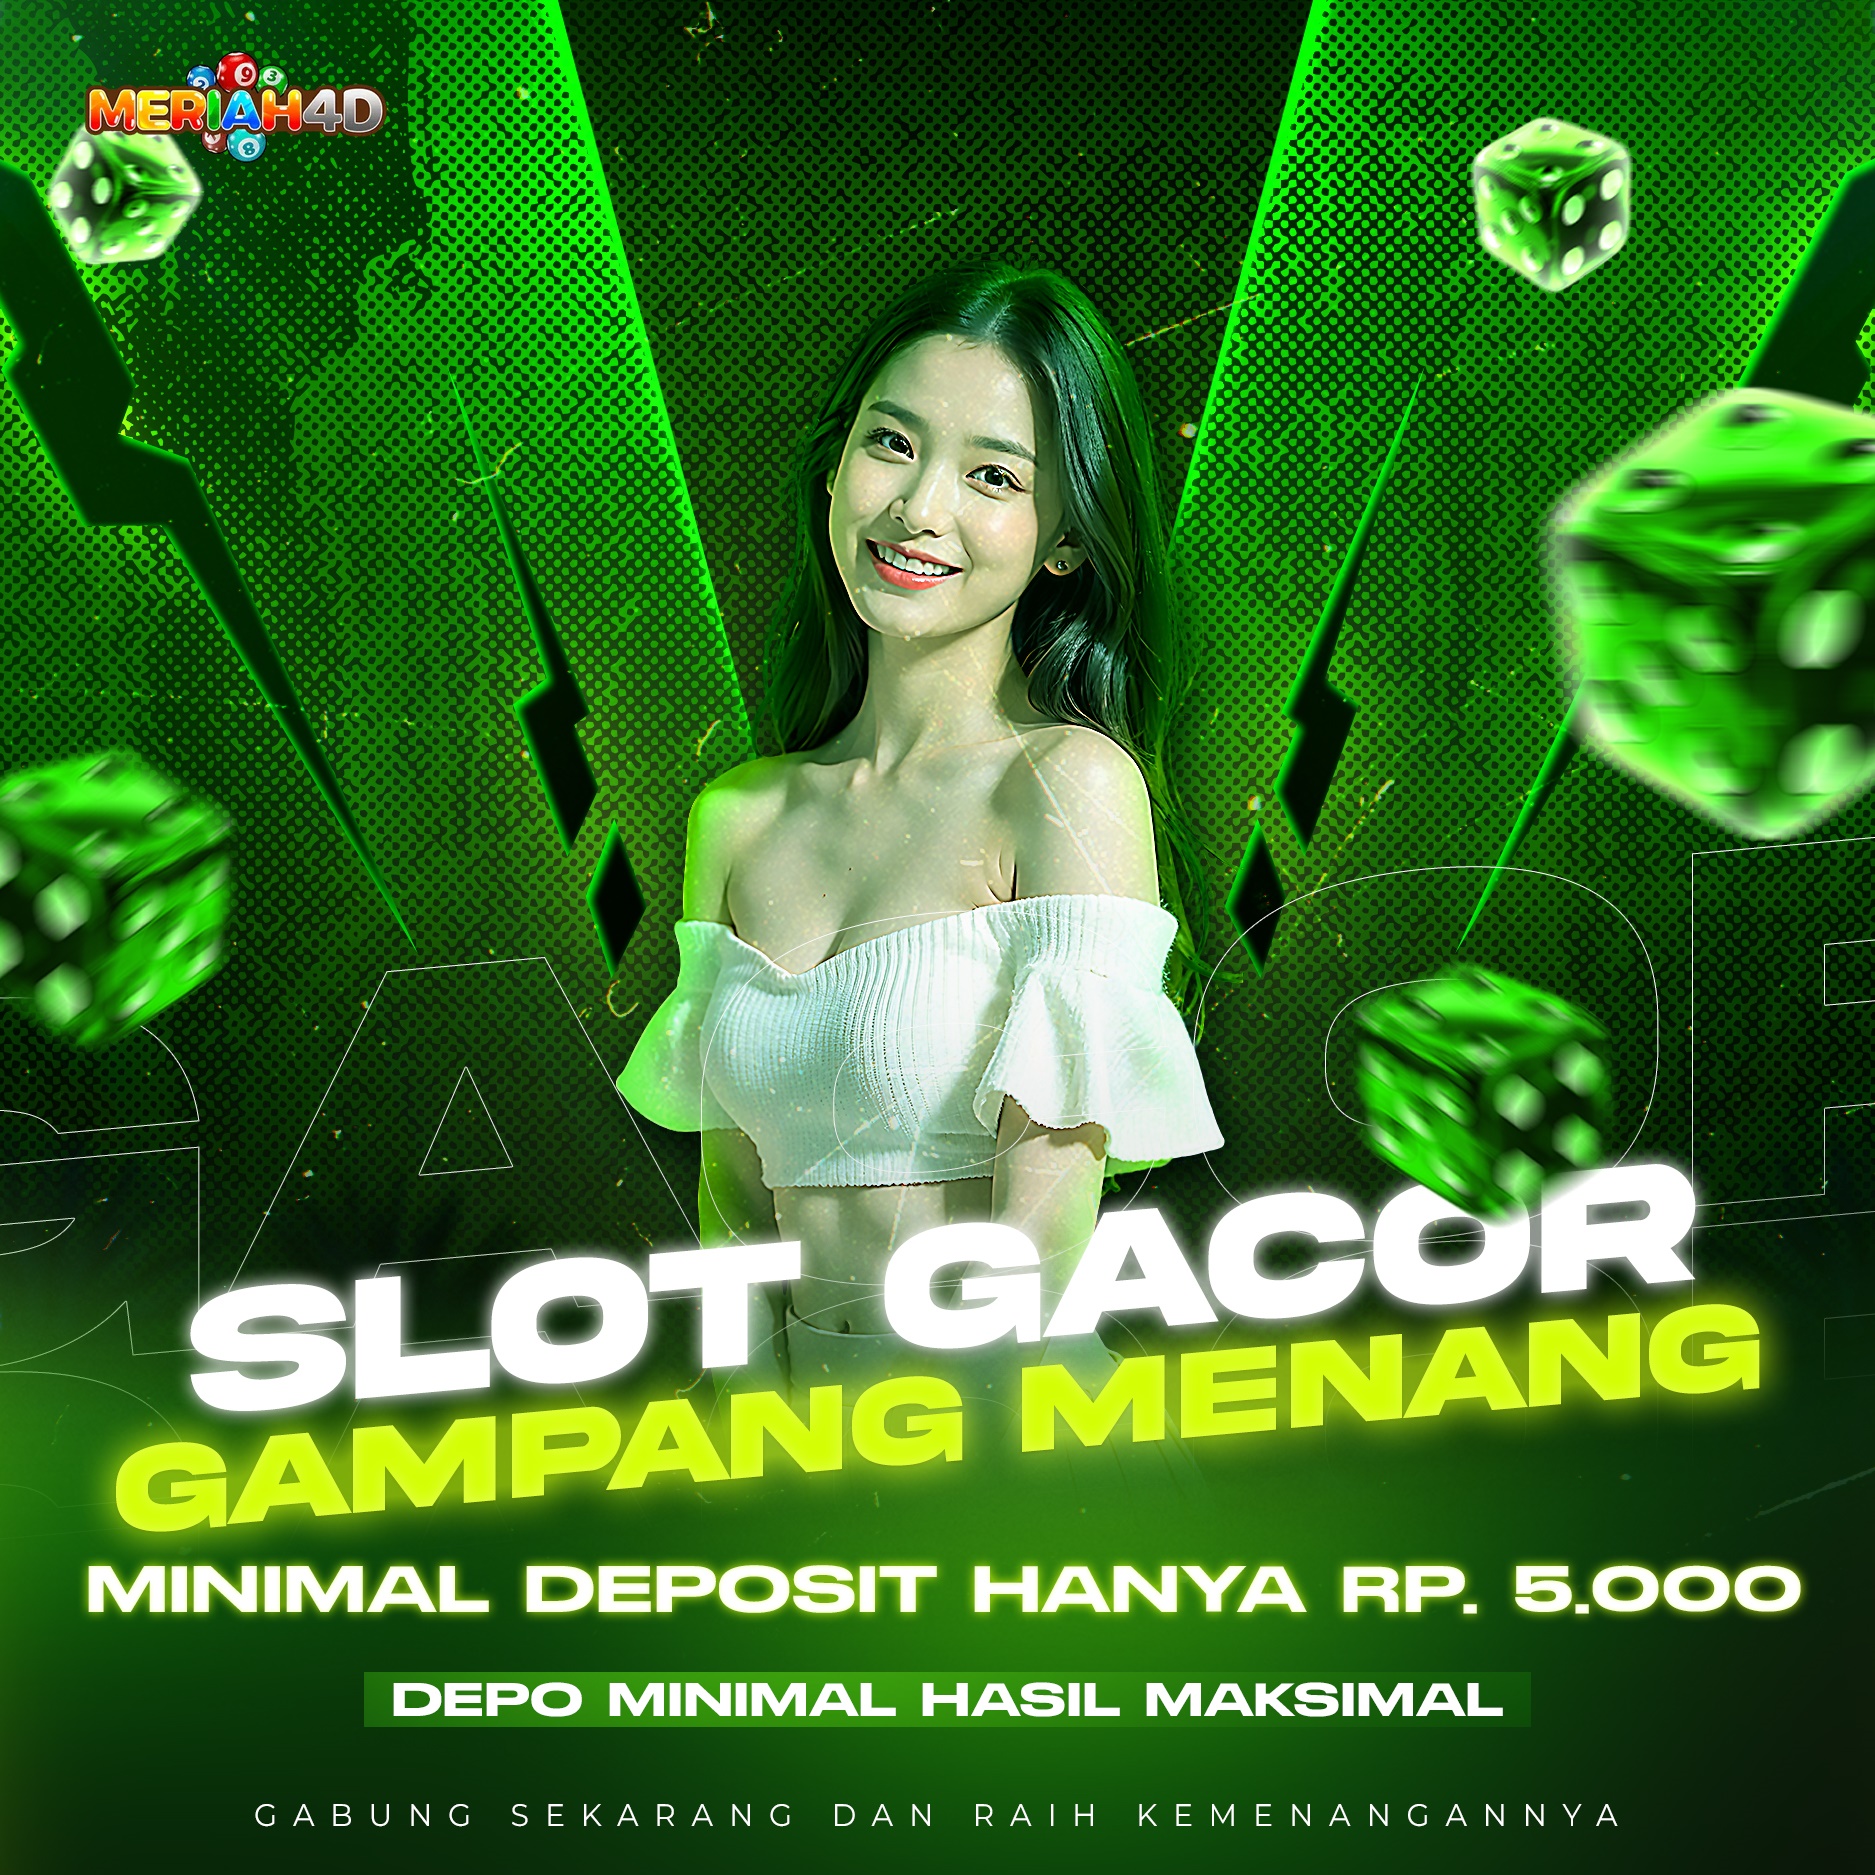 MERIAH4D
SLOT GACOR
GAMPANG MENANG
MINIMAL DEPOSIT HANYA RP. 5.000
DEPO MINIMAL HASIL MAKSIMAL
GABUNG SEKARANG DAN RAIH KEMENANGANNYA